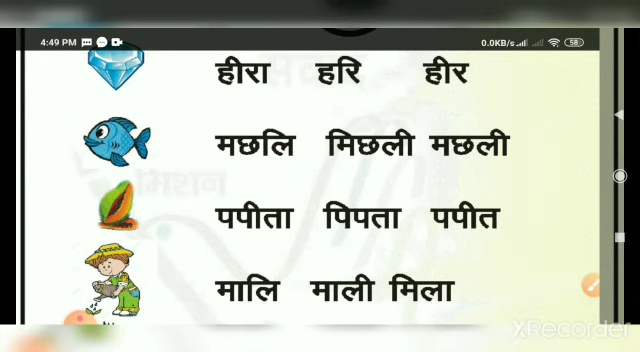 4:49 PM 0.0KB/s 58
हीरा हरि हीर
मछलि मिछली मछली
पपीता पिपता पपीत
मालि माली मिला
XRecorder